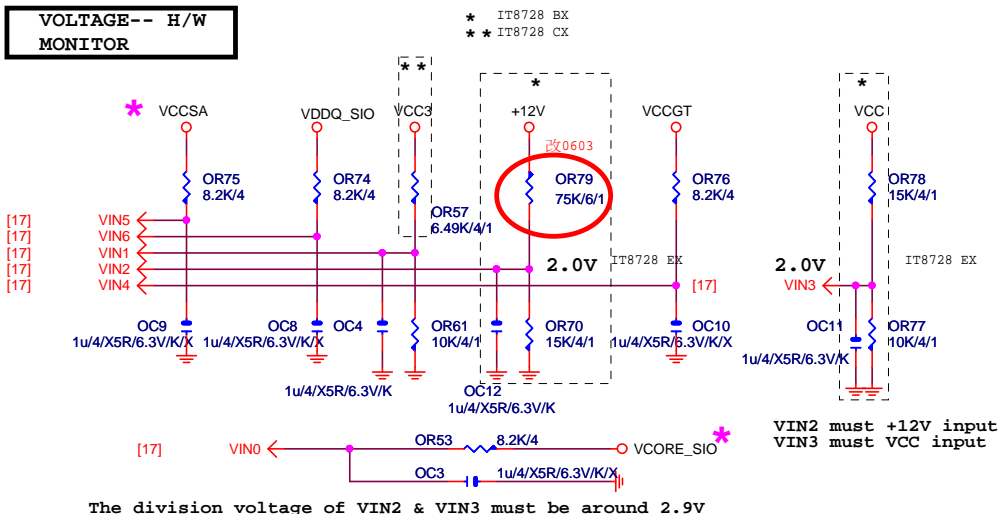 VOLTAGE-- H/W
MONITOR
* IT8728 BX
** IT8728 CX
**
*
*
* VCCSA
VDDQ_SIO
VCC3
+12V
VCCGT
VCC
改0603
OR75
8.2K/4
OR74
8.2K/4
OR57
6.49K/4/1
OR79
75K/6/1
OR76
8.2K/4
OR78
15K/4/1
[17] VIN5
[17] VIN6
[17] VIN1
[17] VIN2
[17] VIN4
[17]
2.0V
IT8728 EX
2.0V
IT8728 EX
VIN3
OC9
1u/4/X5R/6.3V/K/X
OC8
1u/4/X5R/6.3V/K/X
OC4
1u/4/X5R/6.3V/K
OR61
10K/4/1
OC12
1u/4/X5R/6.3V/K
OR70
15K/4/1
OC10
1u/4/X5R/6.3V/K/X
OC11
1u/4/X5R/6.3V/K
OR77
10K/4/1
VIN2 must +12V input
VIN3 must VCC input
[17] VIN0
OR53
8.2K/4
VCORE_SIO *
OC3
1u/4/X5R/6.3V/K/X
The division voltage of VIN2 & VIN3 must be around 2.9V